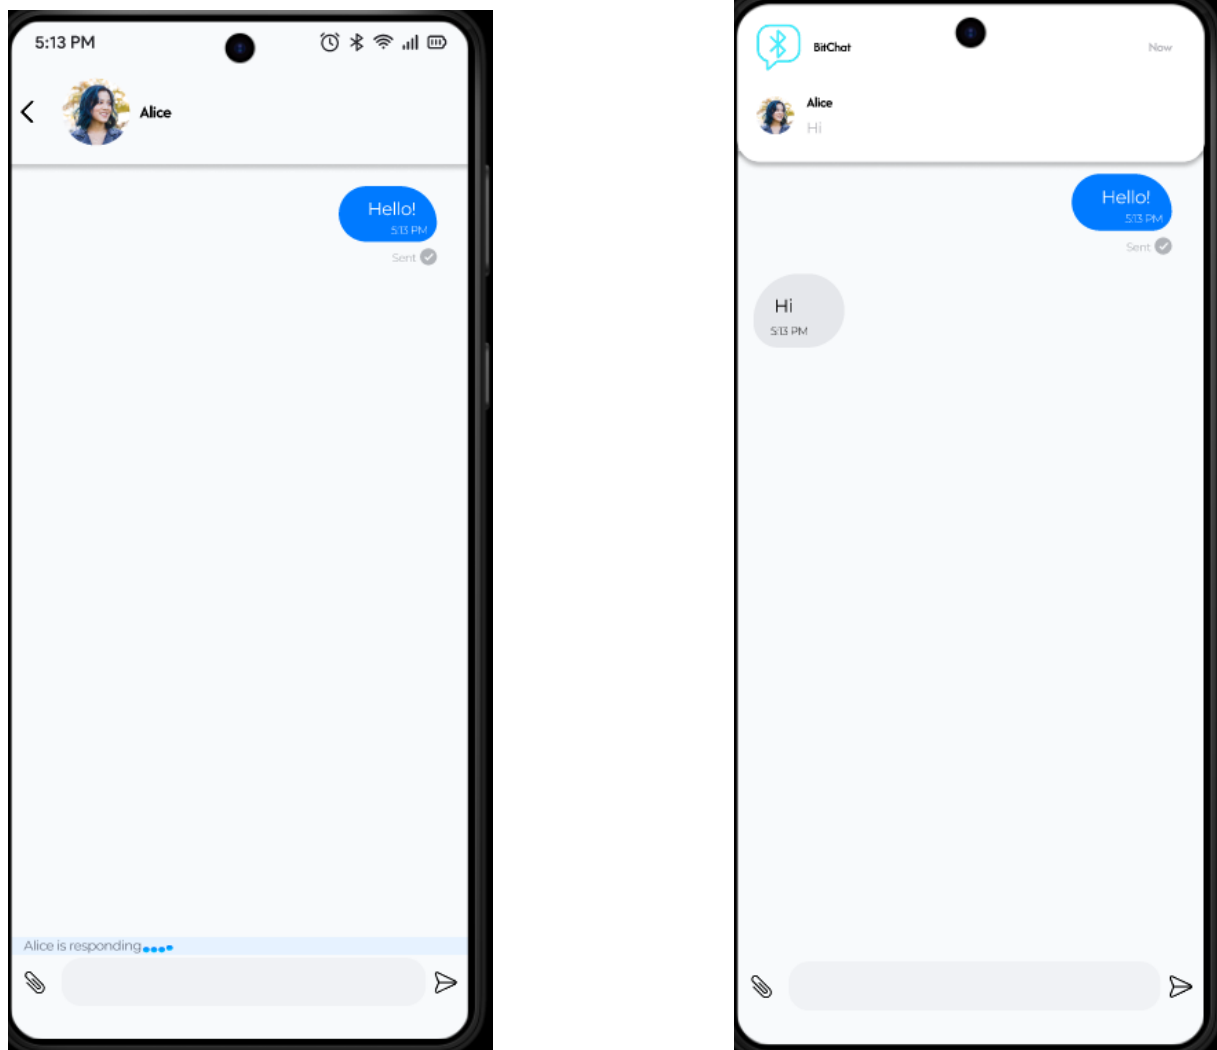 5:13 PM
Alice
Hello!
5:13 PM
Sent
Alice is responding
BitChat
Now
Alice
Hi
Hello!
5:13 PM
Sent
Hi
5:13 PM